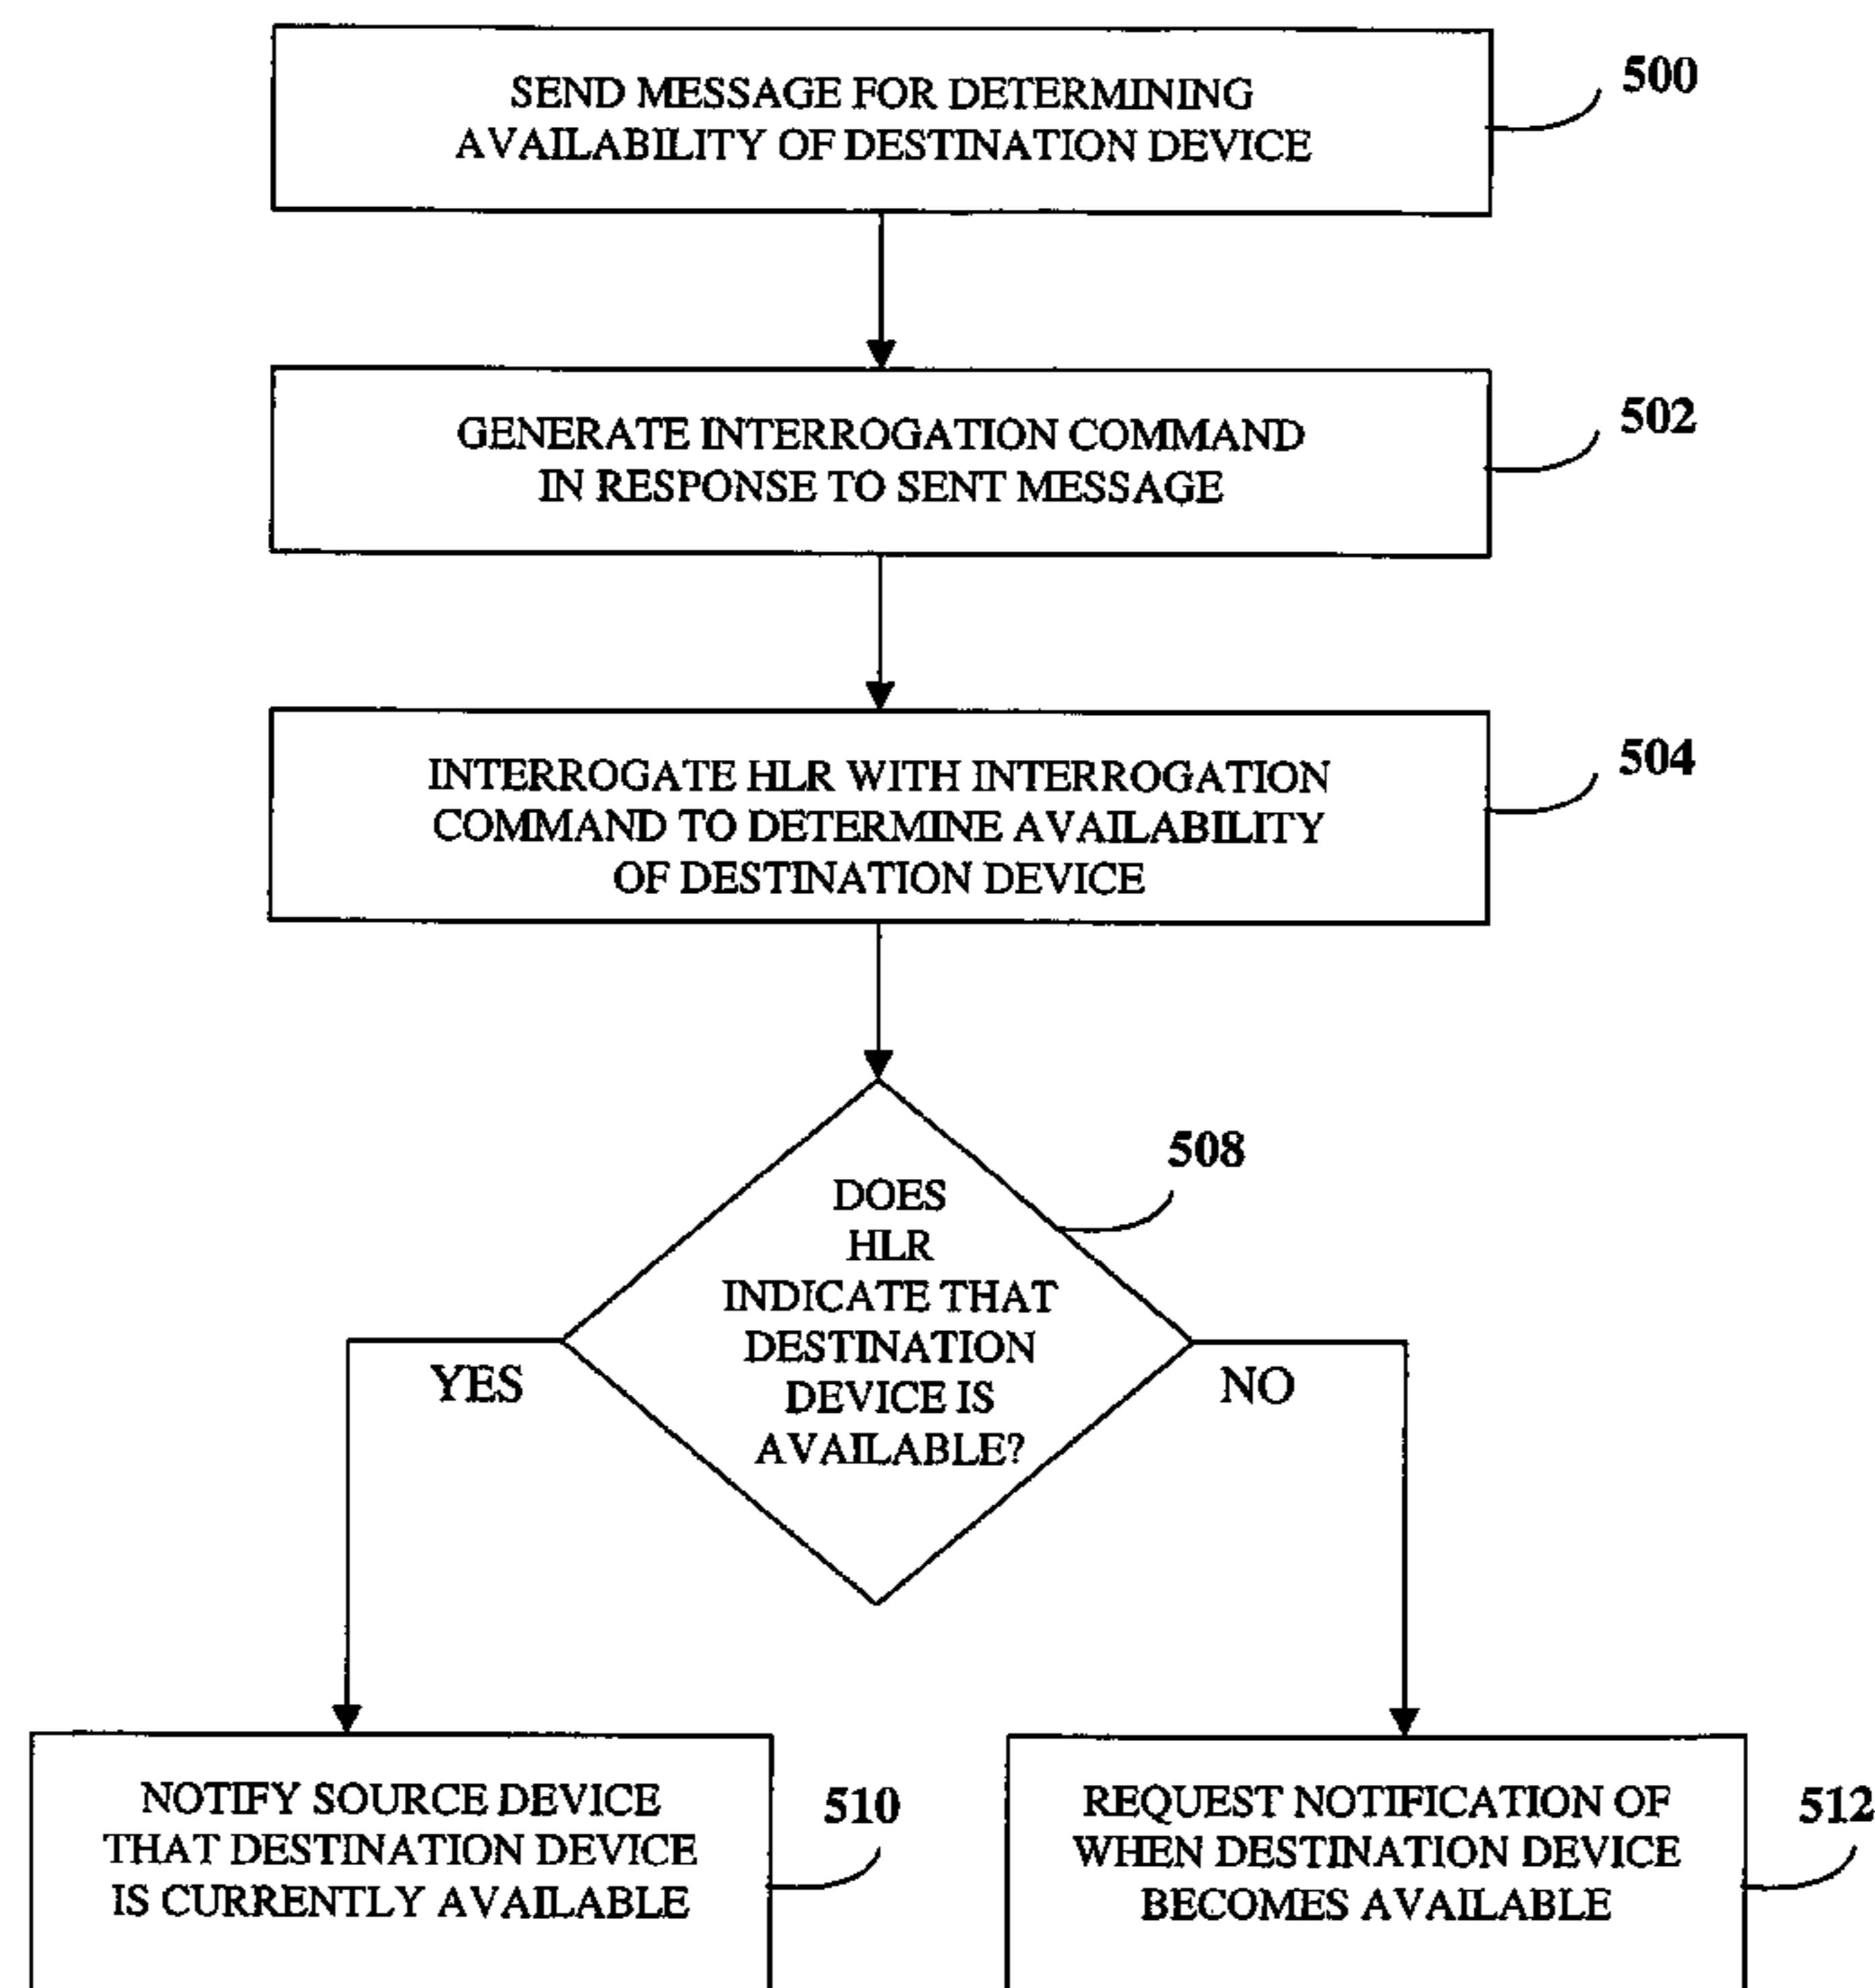 SEND MESSAGE FOR DETERMINING
AVAILABILITY OF DESTINATION DEVICE
500
GENERATE INTERROGATION COMMAND
IN RESPONSE TO SENT MESSAGE
502
INTERROGATE HLR WITH INTERROGATION
COMMAND TO DETERMINE AVAILABILITY
OF DESTINATION DEVICE
504
DOES
HLR
INDICATE THAT
DESTINATION
DEVICE IS
AVAILABLE?
508
YES
NO
NOTIFY SOURCE DEVICE
THAT DESTINATION DEVICE
IS CURRENTLY AVAILABLE
510
REQUEST NOTIFICATION OF
WHEN DESTINATION DEVICE
BECOMES AVAILABLE
512